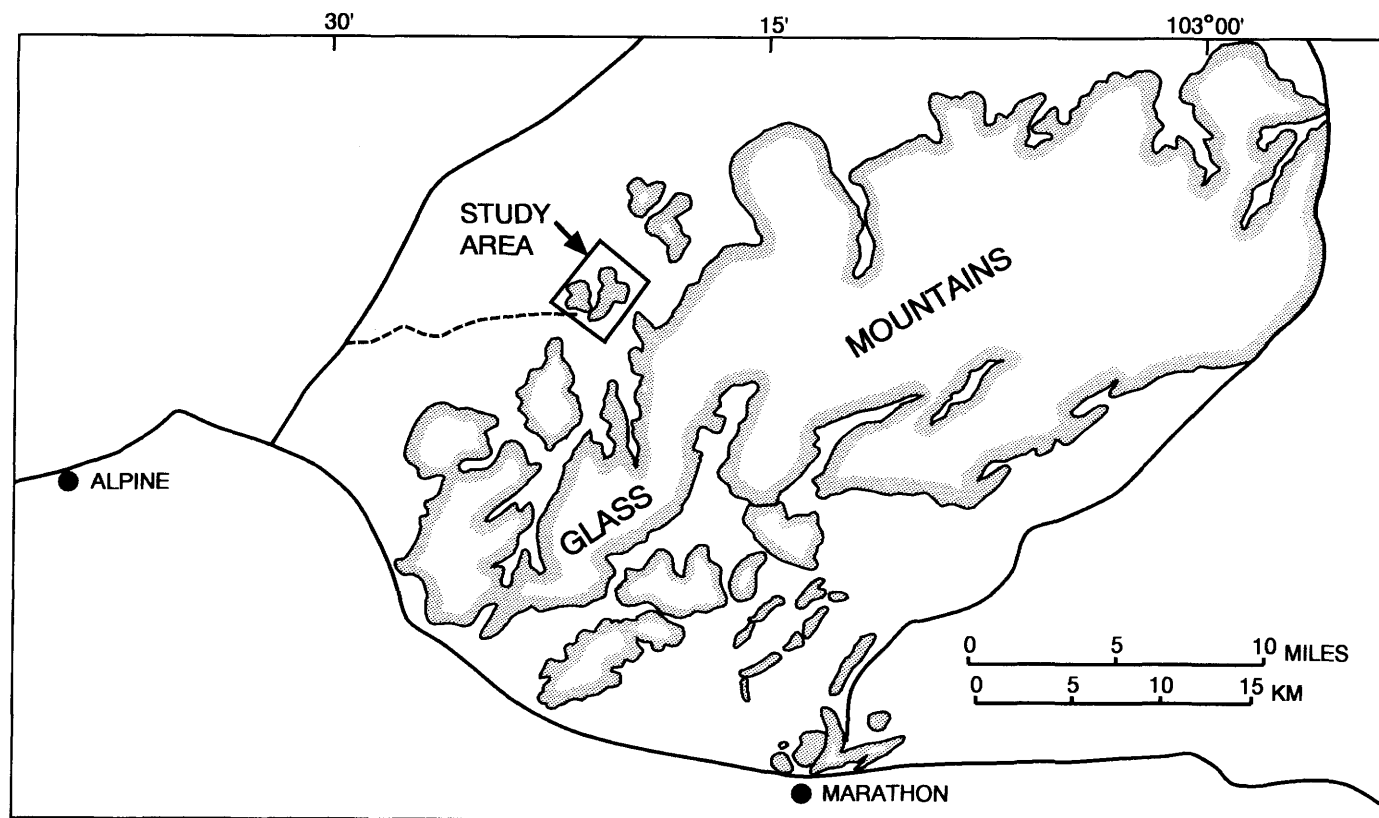 30' 15' 103°00'
STUDY
AREA
MOUNTAINS
ALPINE
GLASS
0 5 10 MILES
0 5 10 15 KM
MARATHON